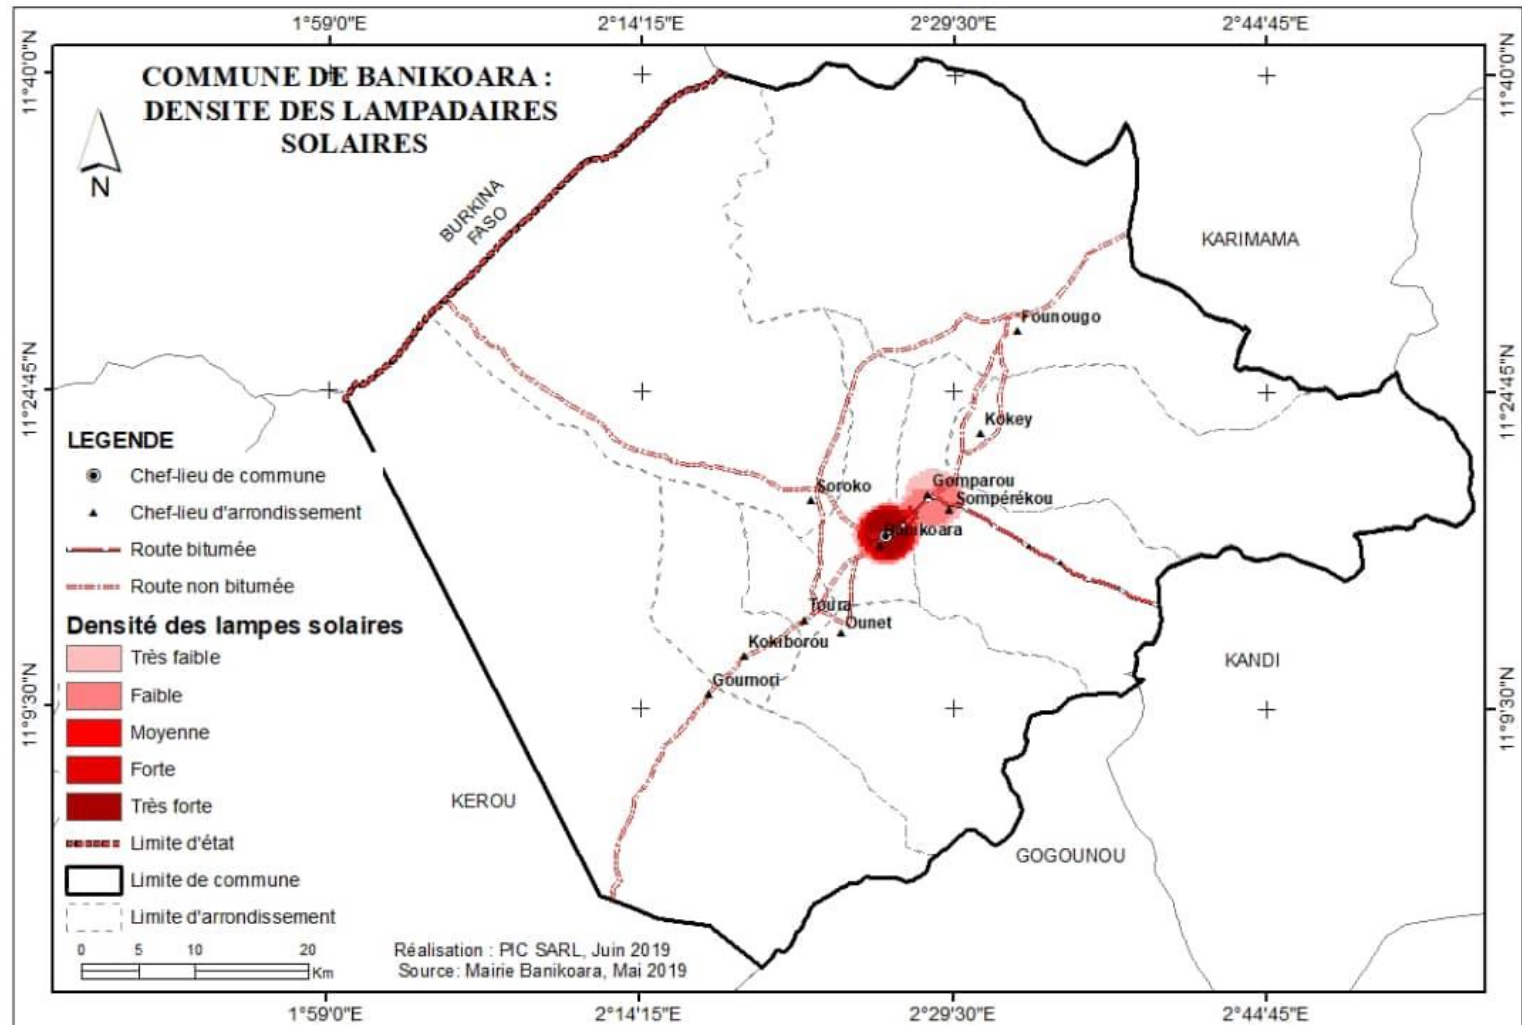 1°59'0"E
2°14'15"E
2°29'30"E
2°44'45"E
11°40'0"N
11°40'0"N
COMMUNE DE BANIKOARA :
DENSITE DES LAMPADAIRES
SOLAIRES
N
BURKINA
FASO
KARIMAMA
Founougo
11°24'45"N
11°24'45"N
Kokey
LEGENDE
Chef-lieu de commune
Chef-lieu d'arrondissement
Route bitumée
Route non bitumée
Soroko
Gomparou
Sompérékou
Banikoara
Toura
Ounet
Kokiborou
Goumori
Densité des lampes solaires
Très faible
Faible
Moyenne
Forte
Très forte
Limite d'état
Limite de commune
Limite d'arrondissement
11°9'30"N
11°9'30"N
KANDI
KEROU
GOGOUNOU
0 5 10 20
Km
Réalisation : PIC SARL, Juin 2019
Source: Mairie Banikoara, Mai 2019
1°59'0"E
2°14'15"E
2°29'30"E
2°44'45"E